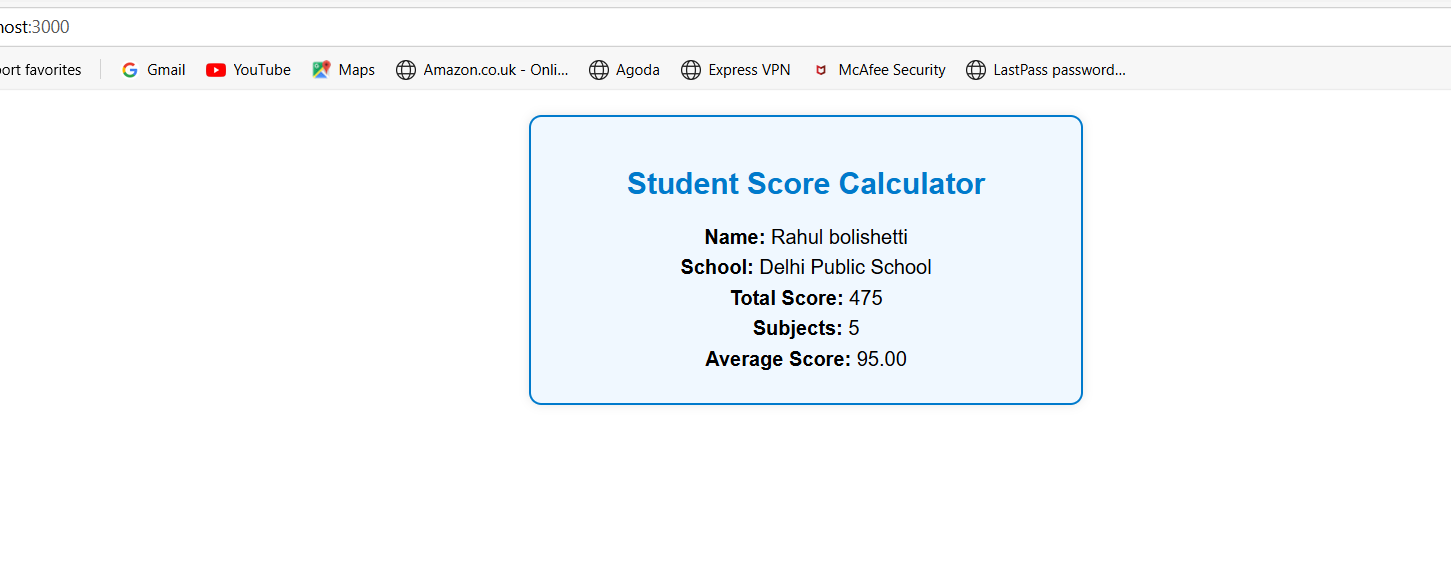 host:3000
port favorites Gmail YouTube Maps Amazon.co.uk - Onli... Agoda Express VPN McAfee Security LastPass password...
Student Score Calculator
Name: Rahul bolishetti
School: Delhi Public School
Total Score: 475
Subjects: 5
Average Score: 95.00